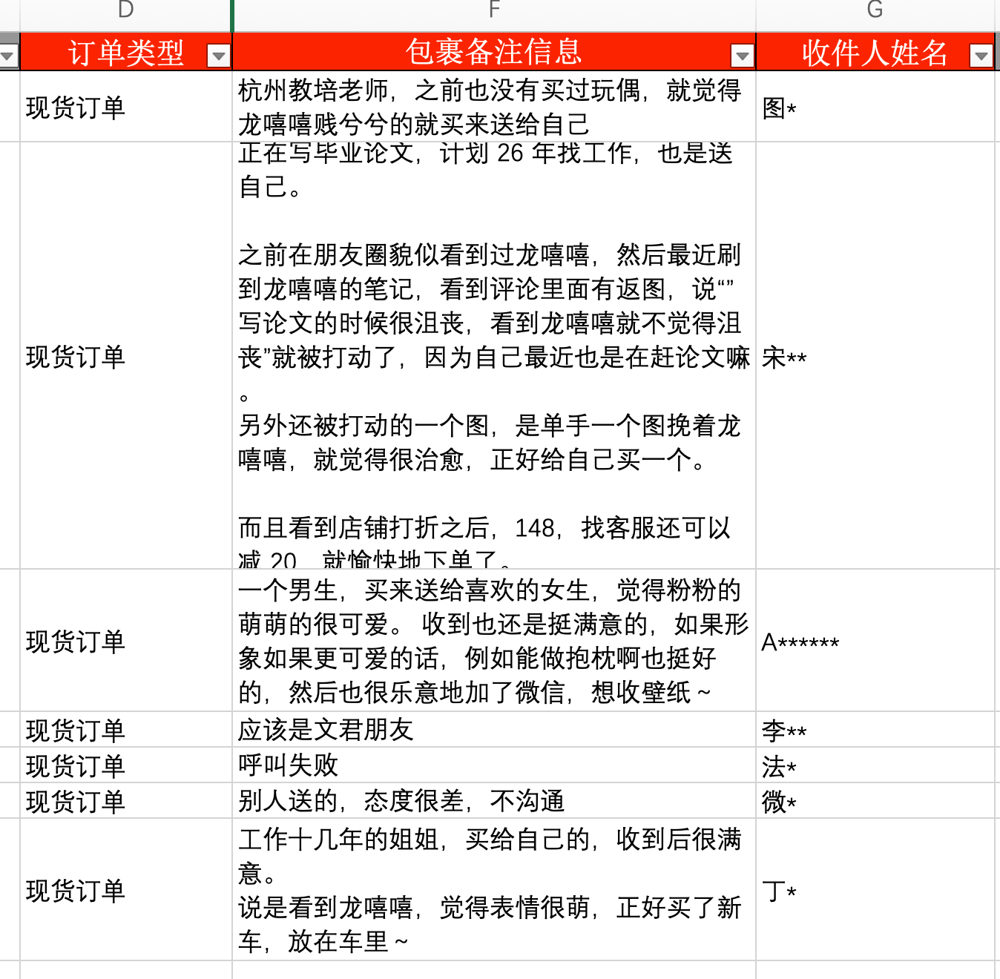 D
F
G
订单类型
包裹备注信息
收件人姓名
现货订单
杭州教培老师，之前也没有买过玩偶，就觉得
龙嘻嘻贱兮兮的就买来送给自己
图*
现货订单
正在写毕业论文，计划 26 年找工作，也是送
自己。
之前在朋友圈貌似看到过龙嘻嘻，然后最近刷
到龙嘻嘻的笔记，看到评论里面有返图，说“”
写论文的时候很沮丧，看到龙嘻嘻就不觉得沮
丧”就被打动了，因为自己最近也是在赶论文嘛
。
另外还被打动的一个图，是单手一个图挽着龙
嘻嘻，就觉得很治愈，正好给自己买一个。
而且看到店铺打折之后，148，找客服还可以
减 20，就愉快地下单了。
宋**
现货订单
一个男生，买来送给喜欢的女生，觉得粉粉的
萌萌的很可爱。 收到也还是挺满意的，如果形
象如果更可爱的话，例如能做抱枕啊也挺好
的，然后也很乐意地加了微信，想收壁纸～
A******
现货订单
应该是文君朋友
李**
现货订单
呼叫失败
法*
现货订单
别人送的，态度很差，不沟通
微*
现货订单
工作十几年的姐姐，买给自己的，收到后很满
意。
说是看到龙嘻嘻，觉得表情很萌，正好买了新
车，放在车里～
丁*